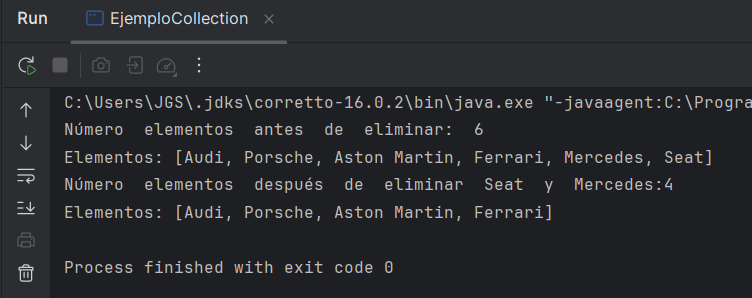 Run EjemploCollection
C:\Users\JGS\.jdks\corretto-16.0.2\bin\java.exe "-javaagent:C:\Progra
Número elementos antes de eliminar: 6
Elementos: [Audi, Porsche, Aston Martin, Ferrari, Mercedes, Seat]
Número elementos después de eliminar Seat y Mercedes:4
Elementos: [Audi, Porsche, Aston Martin, Ferrari]
Process finished with exit code 0